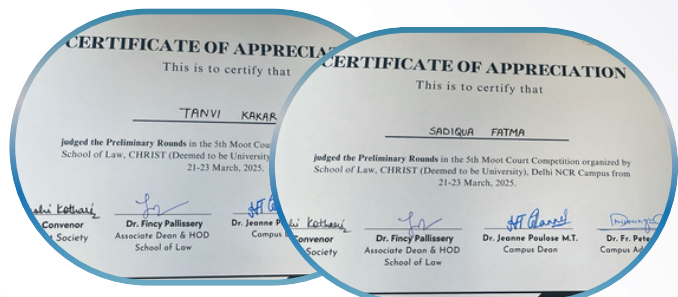 CERTIFICATE OF
This is to certify that
TANVI KAKAR
judged the Preliminary Rounds in the 5th Moot
School of Law, CHRIST (Deemed to be University
21-23 March, 2025.
Kothari
Convenor
Society
Dr. Fincy Pallissery
Associate Dean & HOD
School of Law
Dr. Jeanne
Campus
CERTIFICATE OF APPRECIATION
This is to certify that
SADIQUA FATMA
judged the Preliminary Rounds in the 5th Moot Court Competition organized by
School of Law, CHRIST (Deemed to be University), Delhi NCR Campus from
21-23 March, 2025.
Kothari
Convenor
Society
Dr. Fincy Pallissery
Associate Dean & HOD
School of Law
Dr. Jeanne Poulose M.T.
Campus Dean
Dr. Fr.
Campus